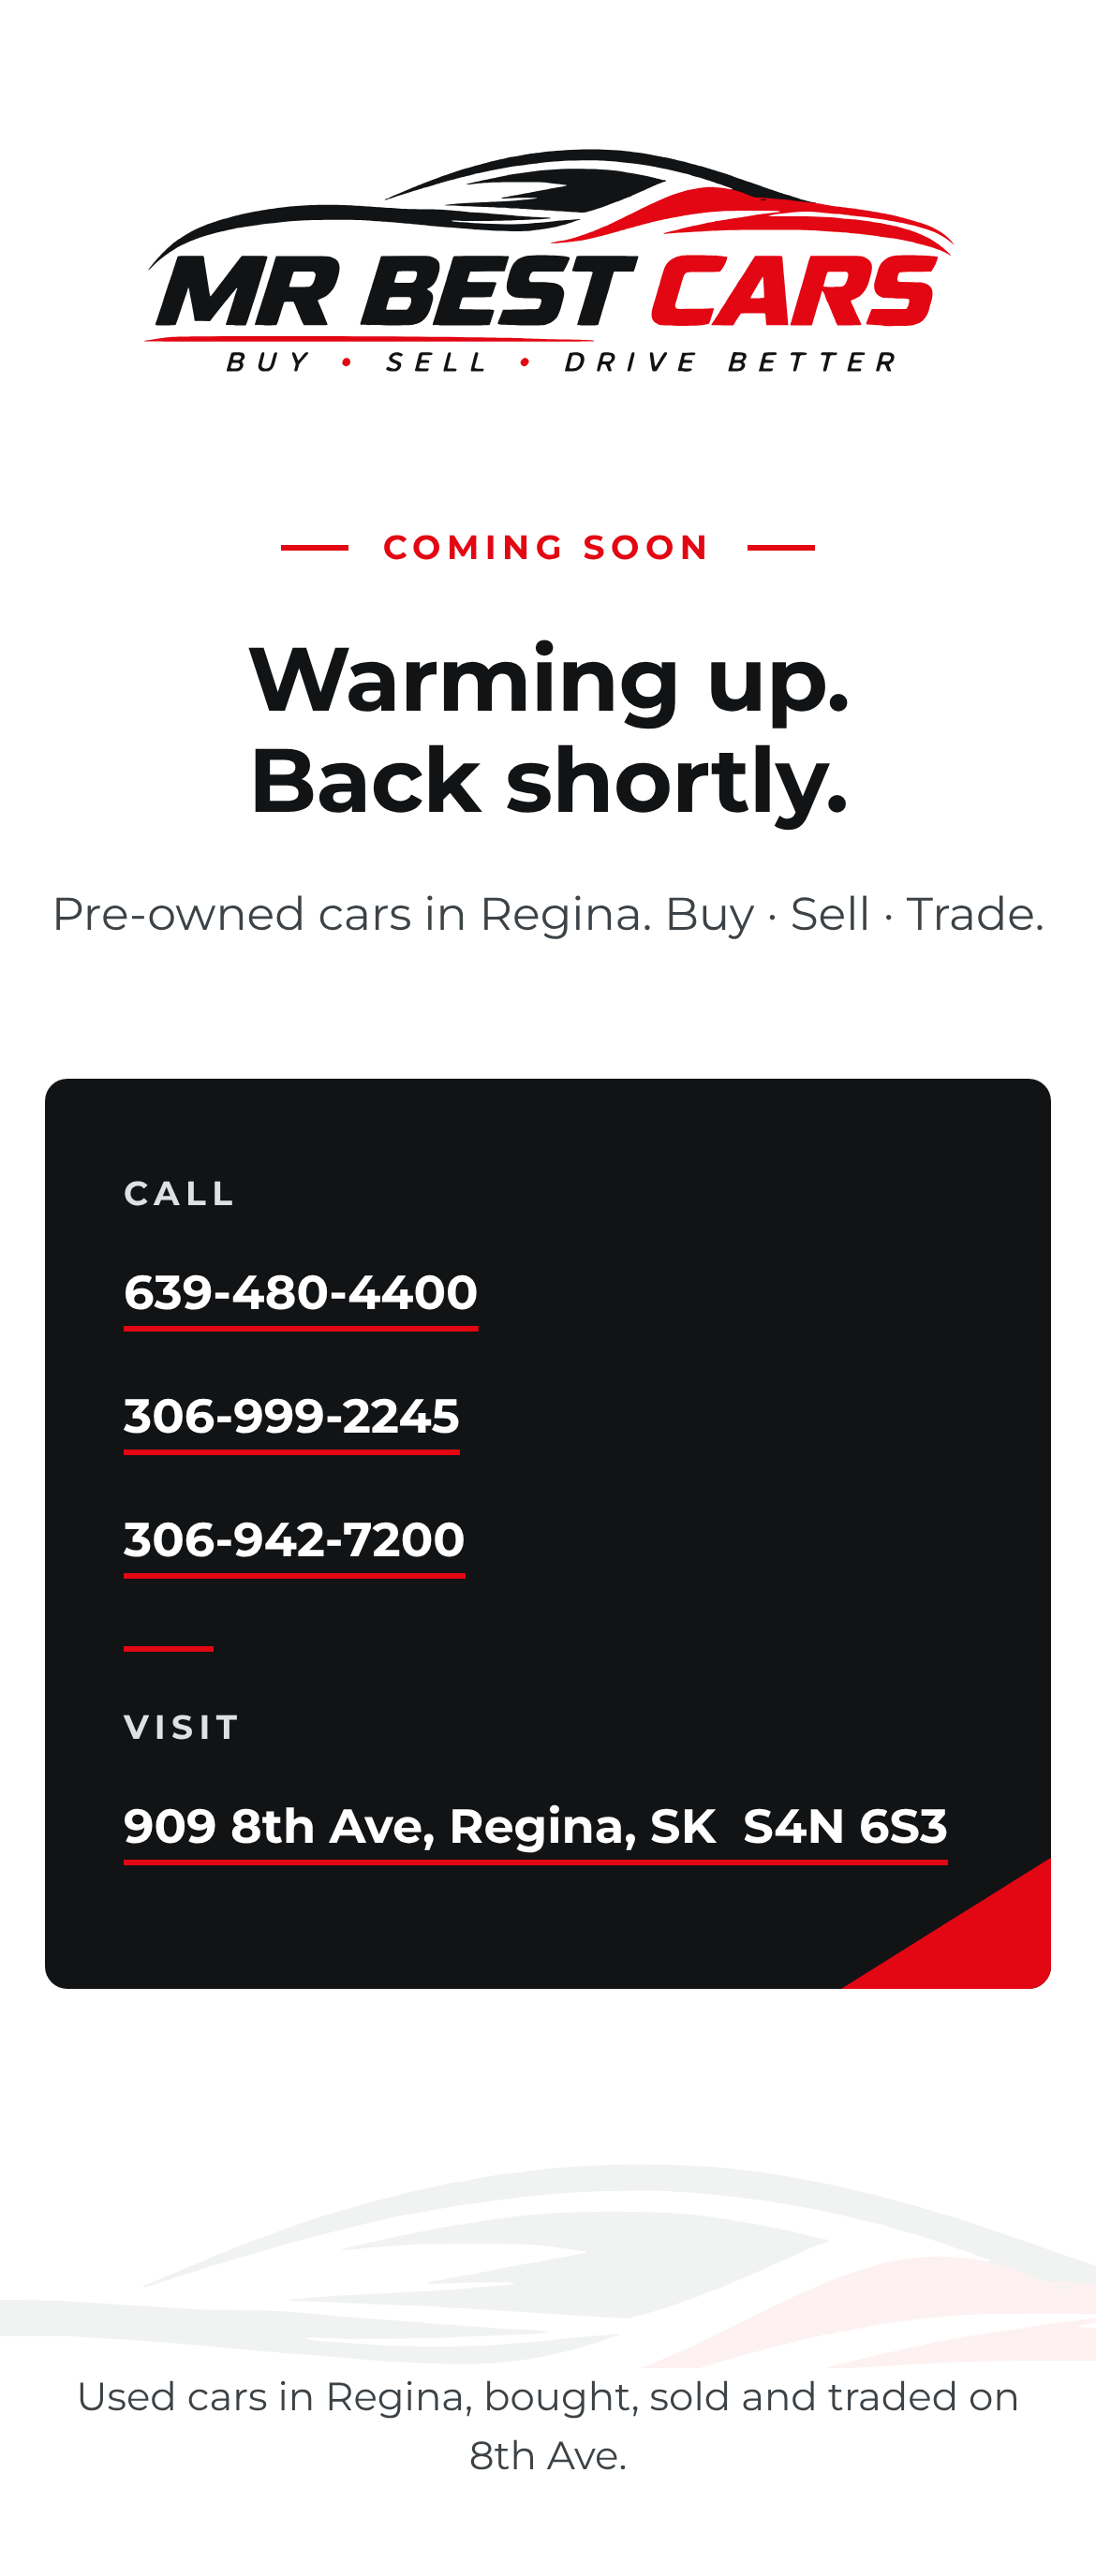 MR BEST CARS
BUY • SELL • DRIVE BETTER
COMING SOON
Warming up.
Back shortly.
Pre-owned cars in Regina. Buy · Sell · Trade.
CALL
639-480-4400
306-999-2245
306-942-7200
VISIT
909 8th Ave, Regina, SK  S4N 6S3
Used cars in Regina, bought, sold and traded on
8th Ave.